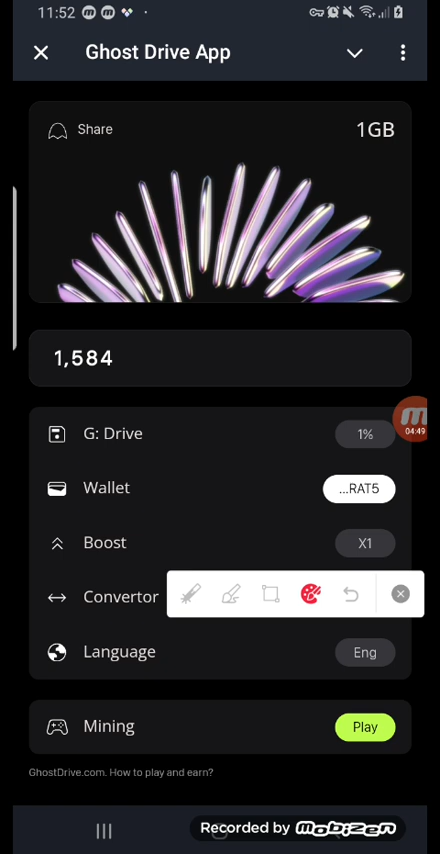 11:52
Ghost Drive App
Share
1GB
1,584
G: Drive
1%
04:49
Wallet
...RAT5
Boost
X1
Convertor
Language
Eng
Mining
Play
GhostDrive.com. How to play and earn?
Recorded by mobizen